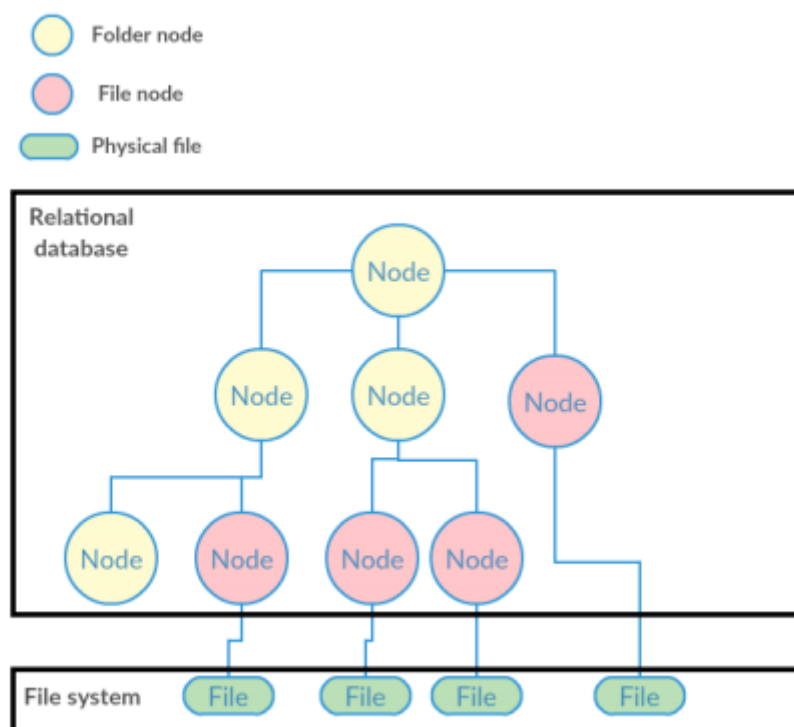 Folder node
File node
Physical file
Relational
database
Node
Node
Node
Node
Node
Node
Node
Node
File system
File
File
File
File